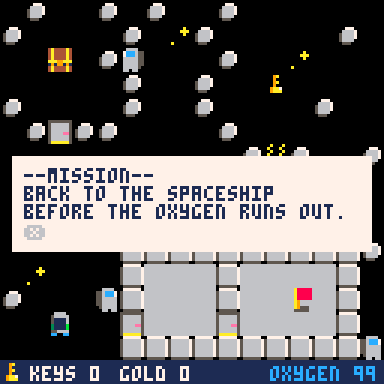 --MISSION--
BACK TO THE SPACESHIP
BEFORE THE OXYGEN RUNS OUT.
KEYS 0 GOLD 0 OXYGEN 99